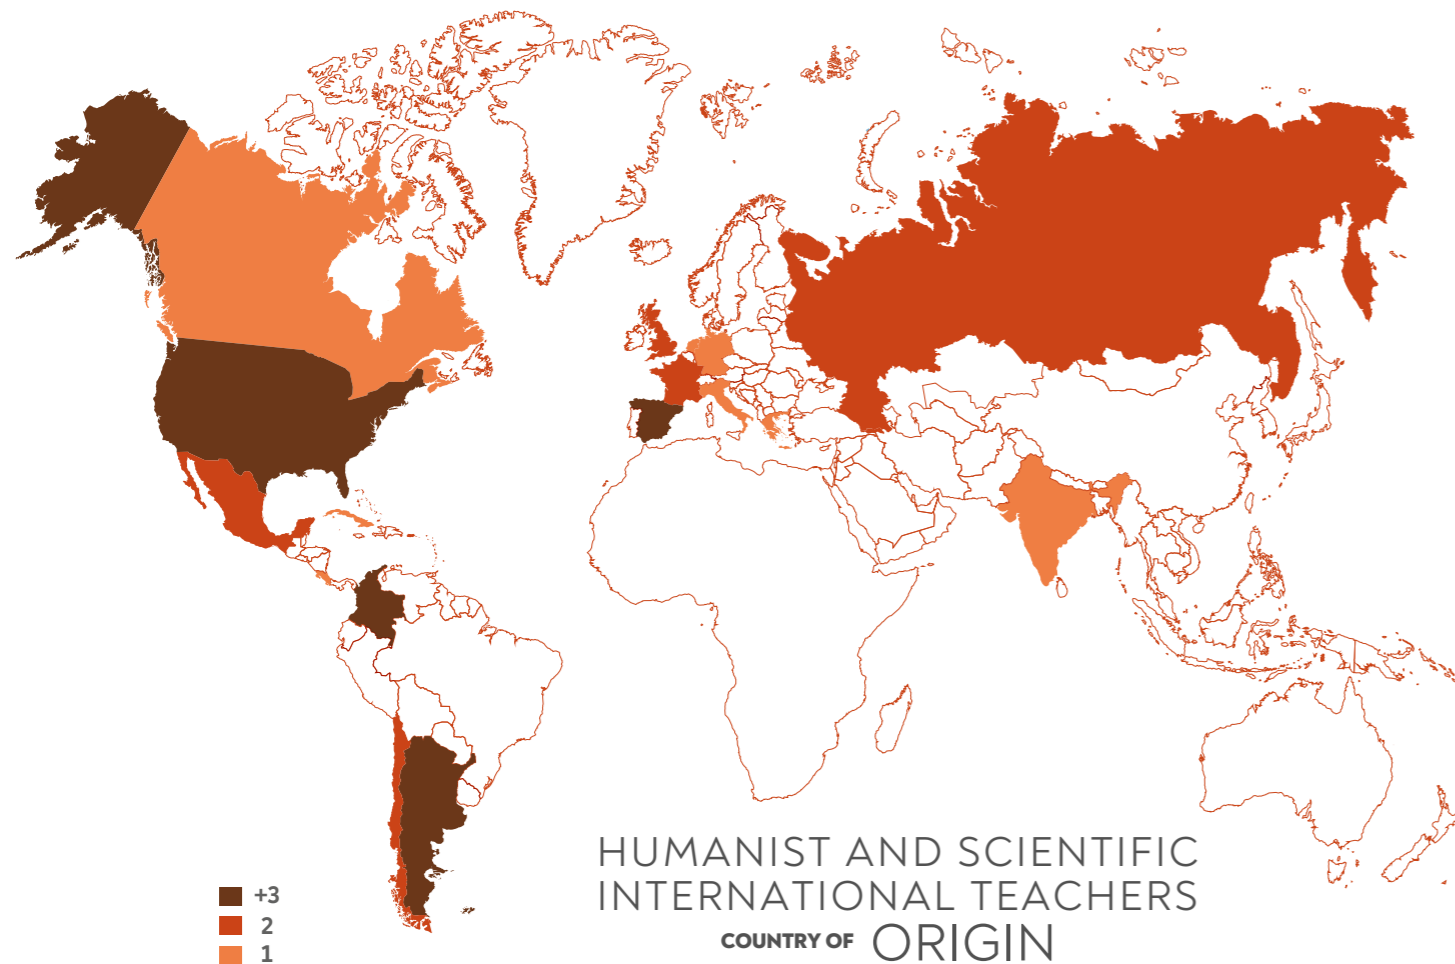 +3
2
1
HUMANIST AND SCIENTIFIC
INTERNATIONAL TEACHERS
COUNTRY OF ORIGIN